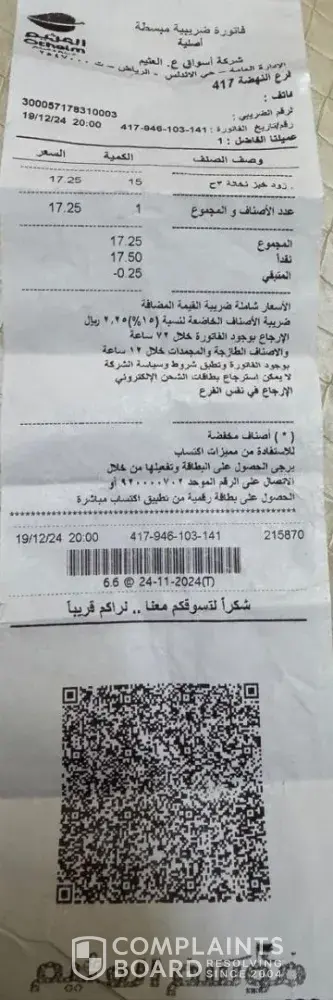 العثيم
Othaim
فاتورة ضريبية مبسطة
أصلية
شركة أسواق ع. العثيم
الإدارة العامة - حي الاندلس - الرياض - ت
فرع النهضة 417
هاتف :
الرقم الضريبي : 300057178310003
رقم/تاريخ الفاتورة : 141-103-946-417 19/12/24 20:00
عميلنا الفاضل : 1
وصف الصنف الكمية السعر
15 17.25
عدد الأصناف و المجموع 1 17.25
المجموع 17.25
نقداً 17.50
المتبقي -0.25
الأسعار شاملة ضريبة القيمة المضافة
ضريبة الأصناف الخاضعة لنسبة (١٥%) ٢,٢٥ ريال
الإرجاع بوجود الفاتورة خلال ٧٢ ساعة
والاصناف الطازجة والمجمدات خلال ١٢ ساعة
بوجود الفاتورة وتطبق شروط وسياسة الشركة
لا يمكن استرجاع بطاقات الشحن الإلكتروني
الإرجاع في نفس الفرع
( * ) أصناف مخفضة
للاستفادة من مميزات اكتساب
يرجى الحصول على البطاقة وتفعيلها من خلال
الاتصال على الرقم الموحد ٩٢٠٠٠٠٧٠٢ أو
الحصول على بطاقة رقمية من تطبيق اكتساب مباشرة
19/12/24 20:00 417-946-103-141 215870
6.6 @ 24-11-2024(T)
شكراً لتسوقكم معنا .. نراكم قريباً
COMPLAINTS
BOARD RESOLVING SINCE 2004